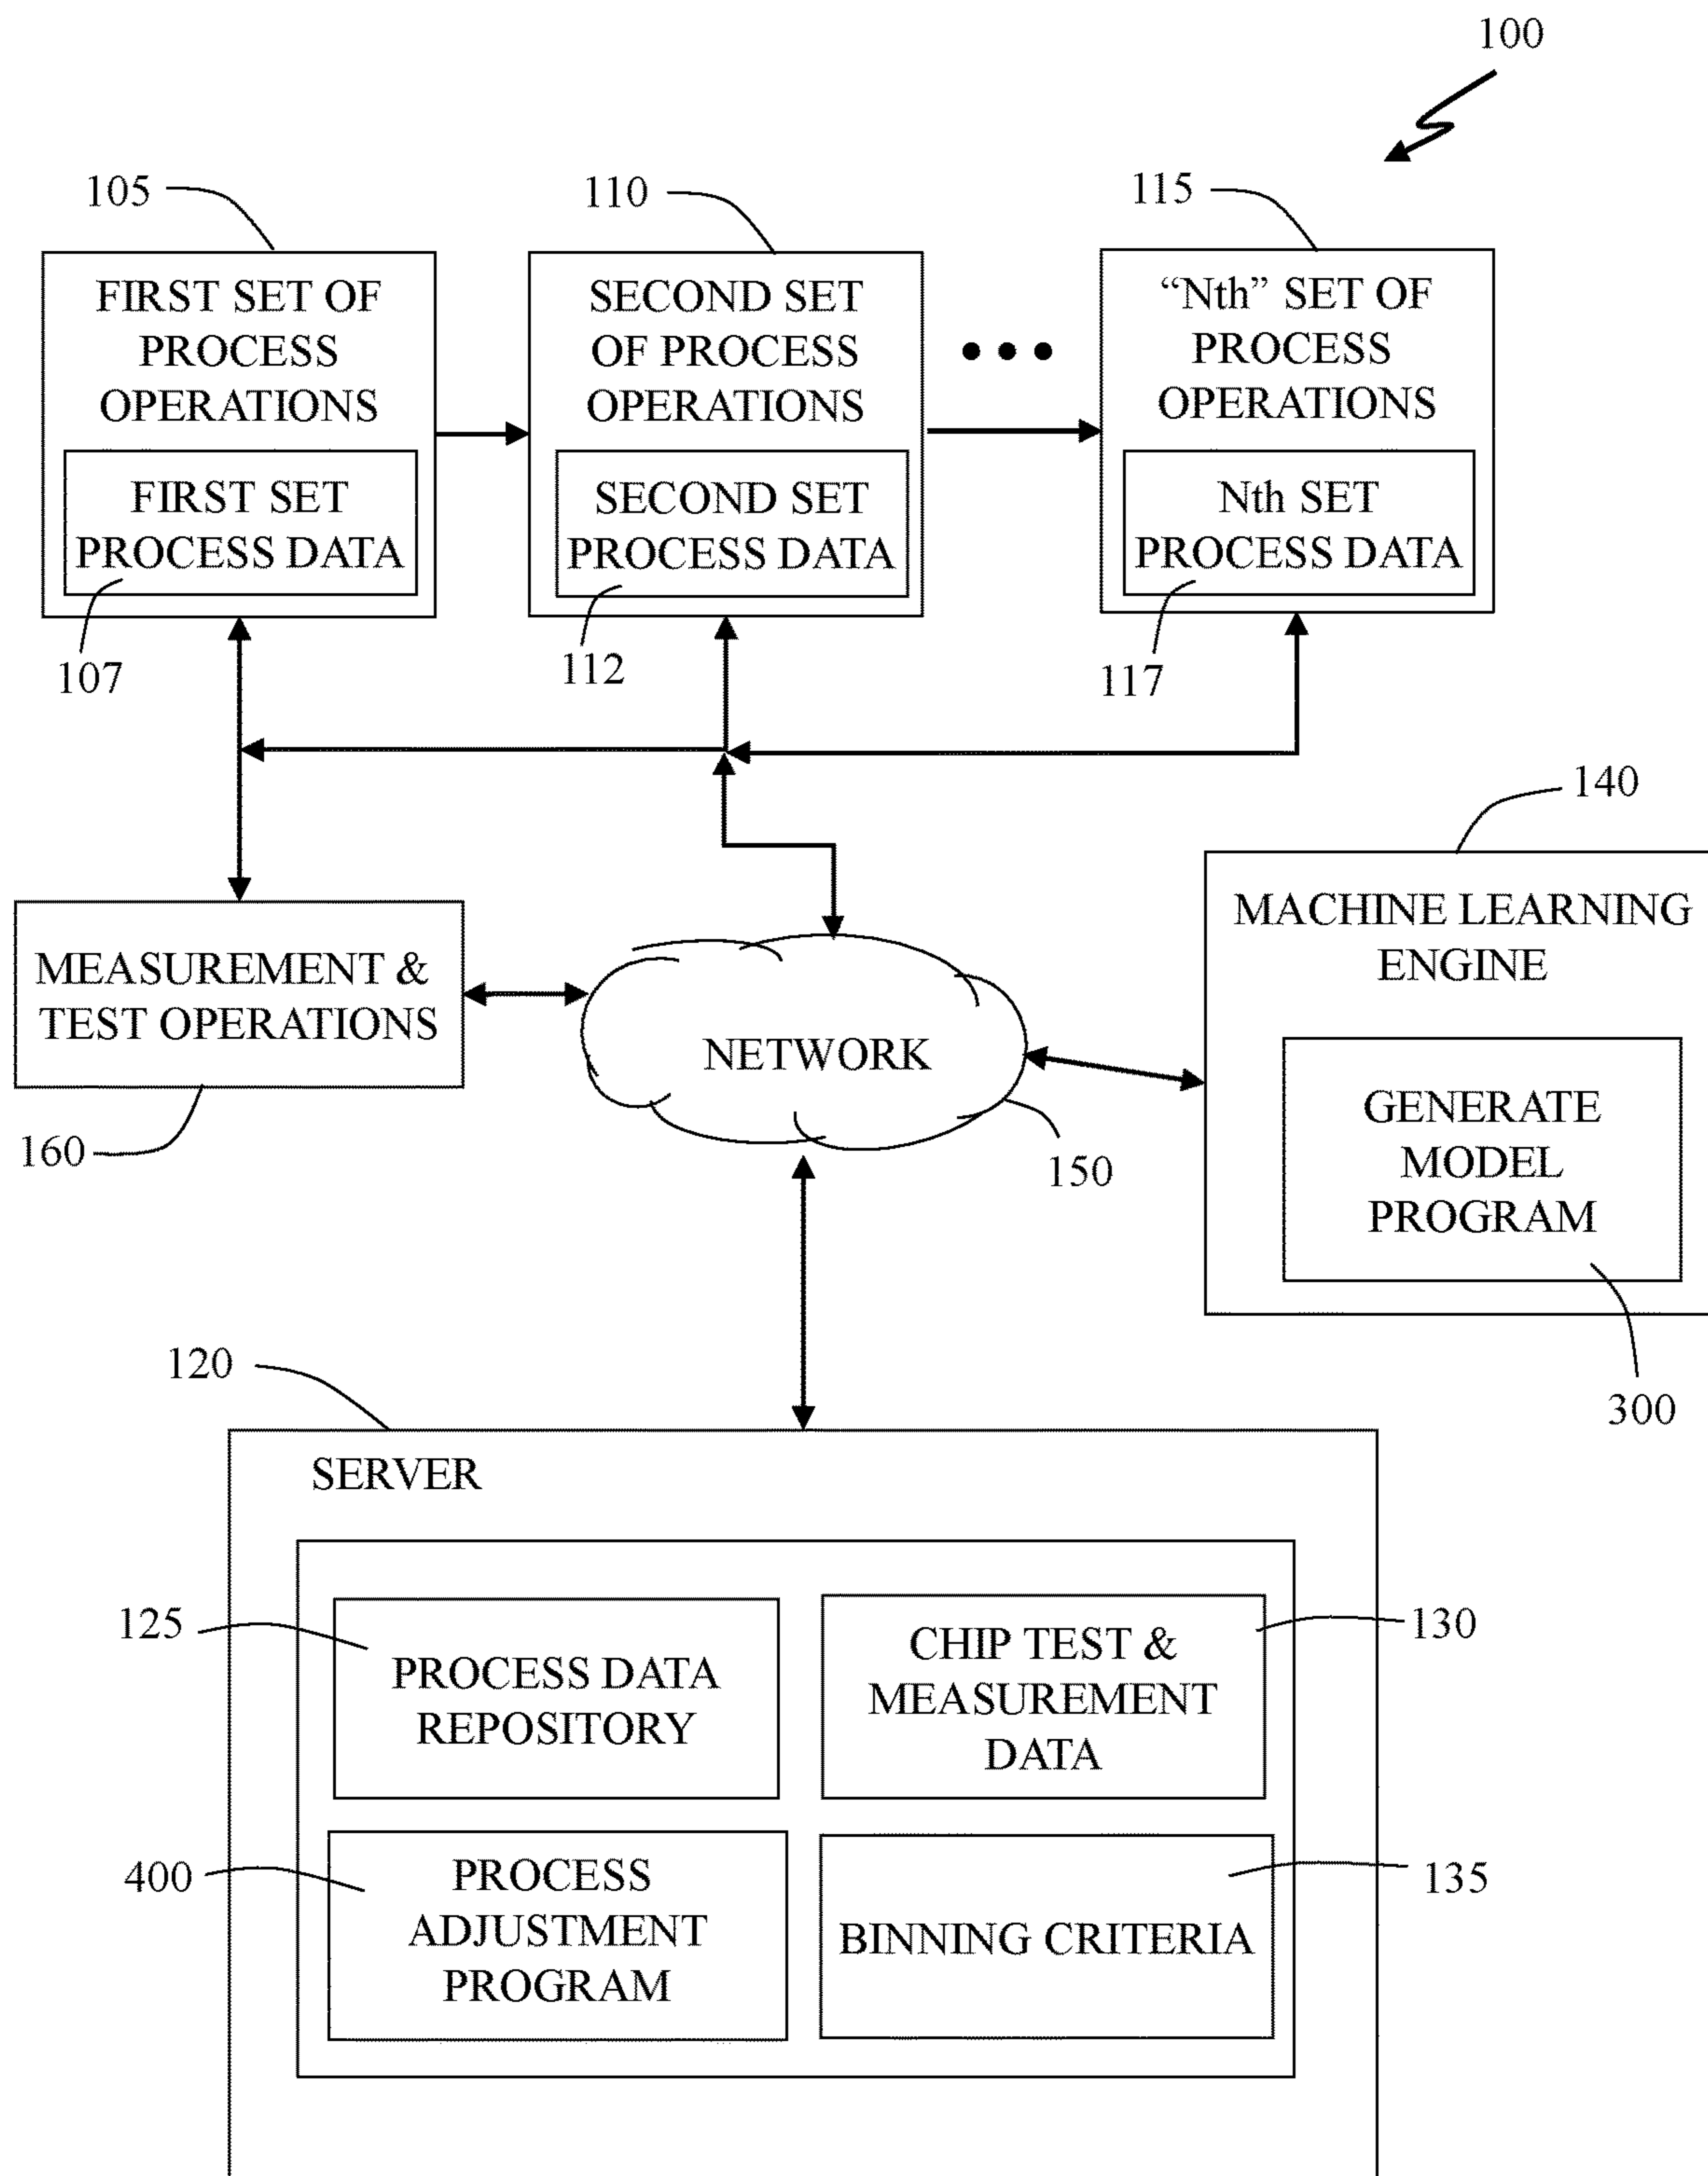 100
105
110
115
FIRST SET OF
PROCESS
OPERATIONS
FIRST SET
PROCESS DATA
107
SECOND SET
OF PROCESS
OPERATIONS
SECOND SET
PROCESS DATA
112
“Nth” SET OF
PROCESS
OPERATIONS
Nth SET
PROCESS DATA
117
MEASUREMENT &
TEST OPERATIONS
160
NETWORK
150
140
MACHINE LEARNING
ENGINE
GENERATE
MODEL
PROGRAM
300
120
SERVER
125
PROCESS DATA
REPOSITORY
CHIP TEST &
MEASUREMENT
DATA
130
400
PROCESS
ADJUSTMENT
PROGRAM
BINNING CRITERIA
135